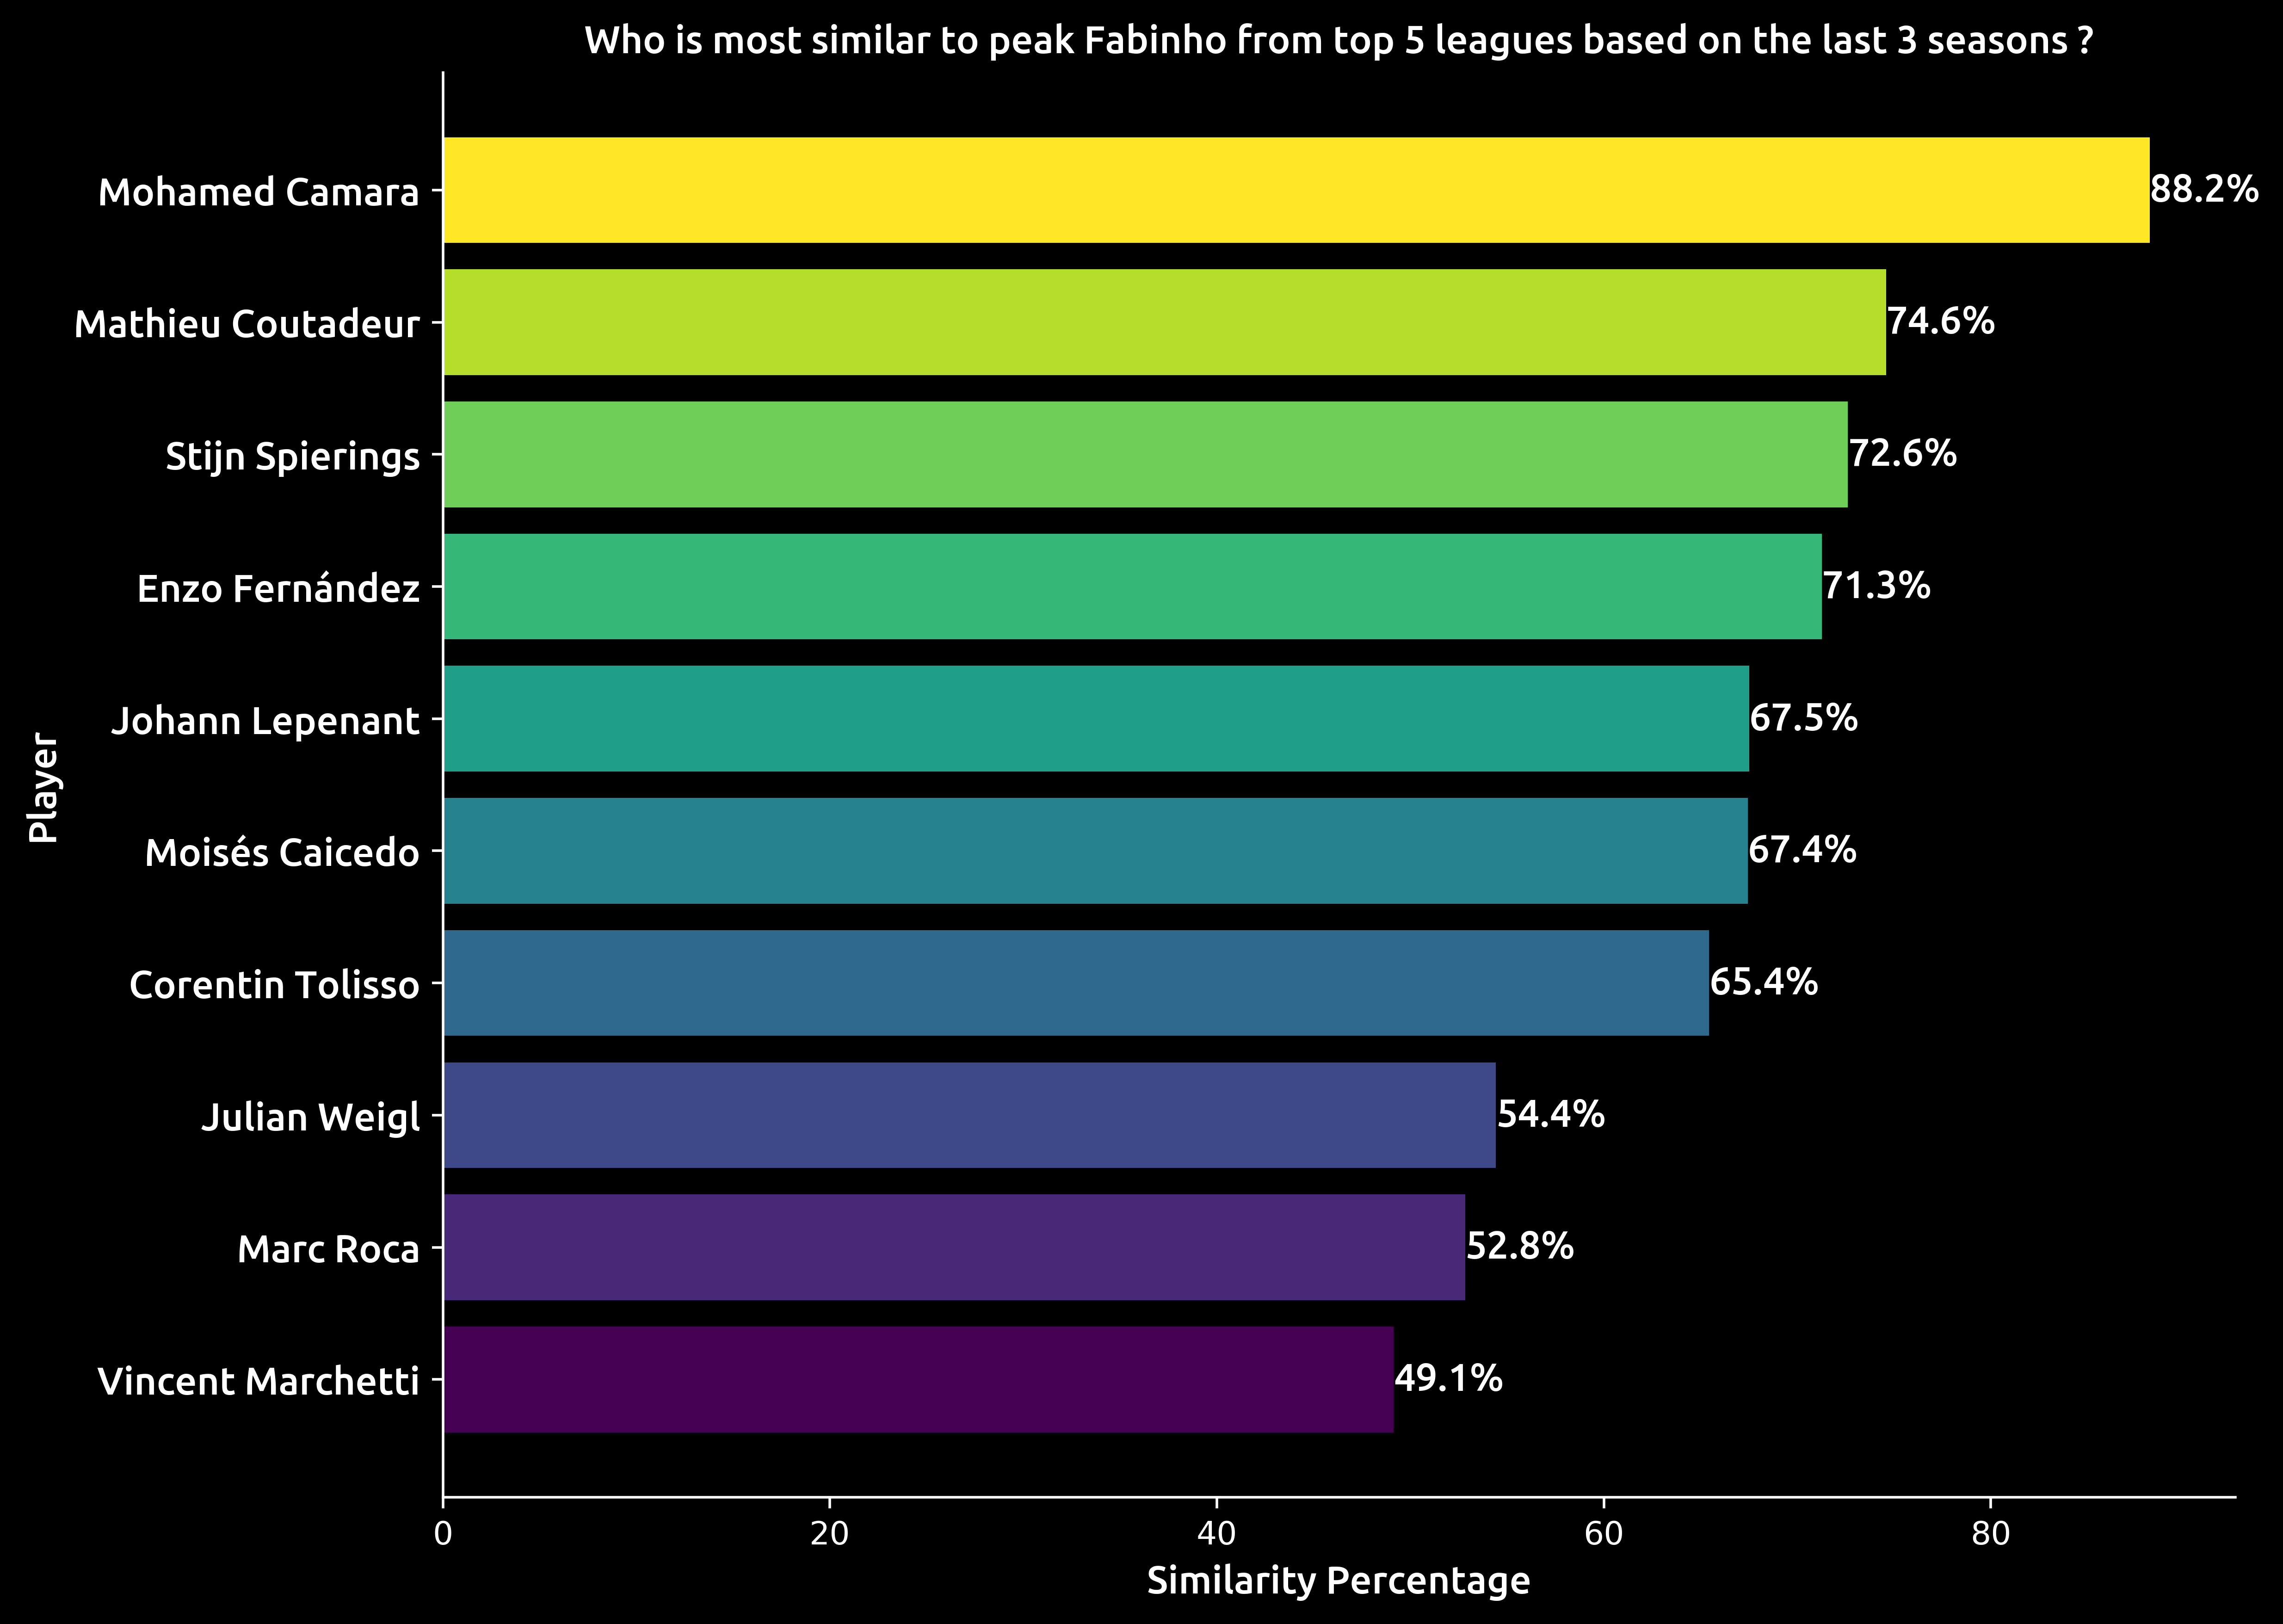 Who is most similar to peak Fabinho from top 5 leagues based on the last 3 seasons ?
Player
Mohamed Camara 88.2%
Mathieu Coutadeur 74.6%
Stijn Spierings 72.6%
Enzo Fernández 71.3%
Johann Lepenant 67.5%
Moisés Caicedo 67.4%
Corentin Tolisso 65.4%
Julian Weigl 54.4%
Marc Roca 52.8%
Vincent Marchetti 49.1%
0 20 40 60 80
Similarity Percentage